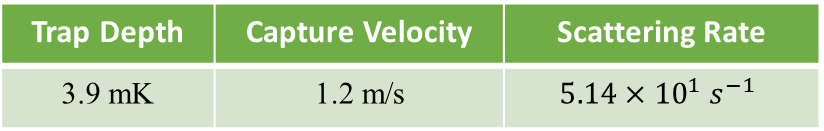 Trap Depth Capture Velocity Scattering Rate
3.9 mK 1.2 m/s 5.14 × 10¹ s⁻¹